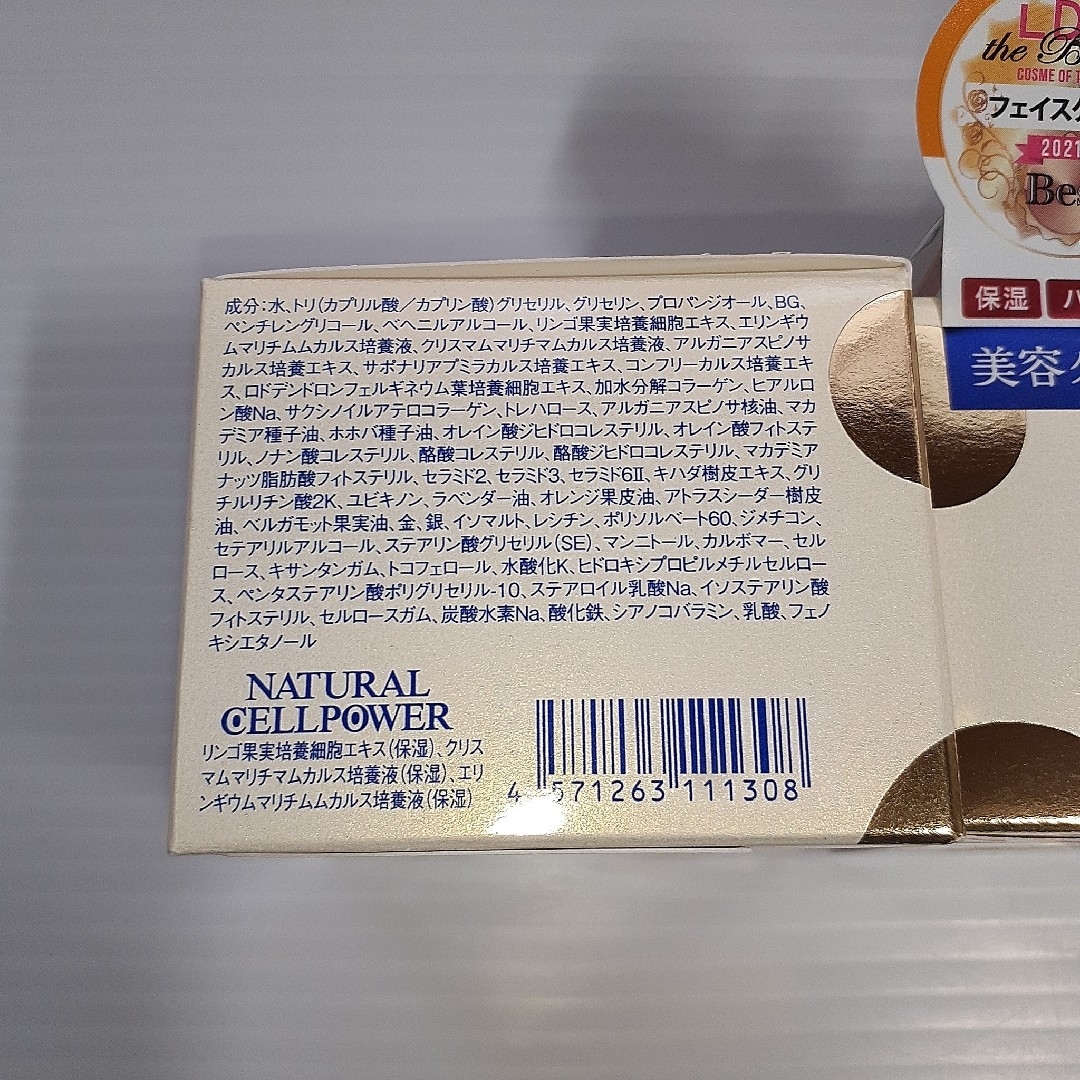 LD
the B
COSME OF T
フェイスク
2021
Bes
保湿
ハ
美容ク
成分:水、トリ(カプリル酸/カプリン酸)グリセリル、グリセリン、プロパンジオール、BG、
ペンチレングリコール、ベヘニルアルコール、リンゴ果実培養細胞エキス、エリンギウ
ムマリチムムカルス培養液、クリスマムマリチマムカルス培養液、アルガニアスピノサ
カルス培養エキス、サポナリアプミラカルス培養エキス、コンフリーカルス培養エキ
ス、ロドデンドロンフェルギネウム葉培養細胞エキス、加水分解コラーゲン、ヒアルロ
ン酸Na、サクシノイルアテロコラーゲン、トレハロース、アルガニアスピノサ核油、マカ
デミア種子油、ホホバ種子油、オレイン酸ジヒドロコレステリル、オレイン酸フィトステ
リル、ノナン酸コレステリル、酪酸コレステリル、酪酸ジヒドロコレステリル、マカデミア
ナッツ脂肪酸フィトステリル、セラミド2、セラミド3、セラミド6Ⅱ、キハダ樹皮エキス、グリ
チルリチン酸2K、ユビキノン、ラベンダー油、オレンジ果皮油、アトラスシーダー樹皮
油、ベルガモット果実油、金、銀、イソマルト、レシチン、ポリソルベート60、ジメチコン、
セテアリルアルコール、ステアリン酸グリセリル(SE)、マンニトール、カルボマー、セル
ロース、キサンタンガム、トコフェロール、水酸化K、ヒドロキシプロピルメチルセルロー
ス、ペンタステアリン酸ポリグリセリル-10、ステアロイル乳酸Na、イソステアリン酸
フィトステリル、セルロースガム、炭酸水素Na、酸化鉄、シアノコバラミン、乳酸、フェノ
キシエタノール
NATURAL
CELLPOWER
リンゴ果実培養細胞エキス(保湿)、クリス
マムマリチマムカルス培養液(保湿)、エリ
ンギウムマリチムムカルス培養液(保湿)
4 571263 111308